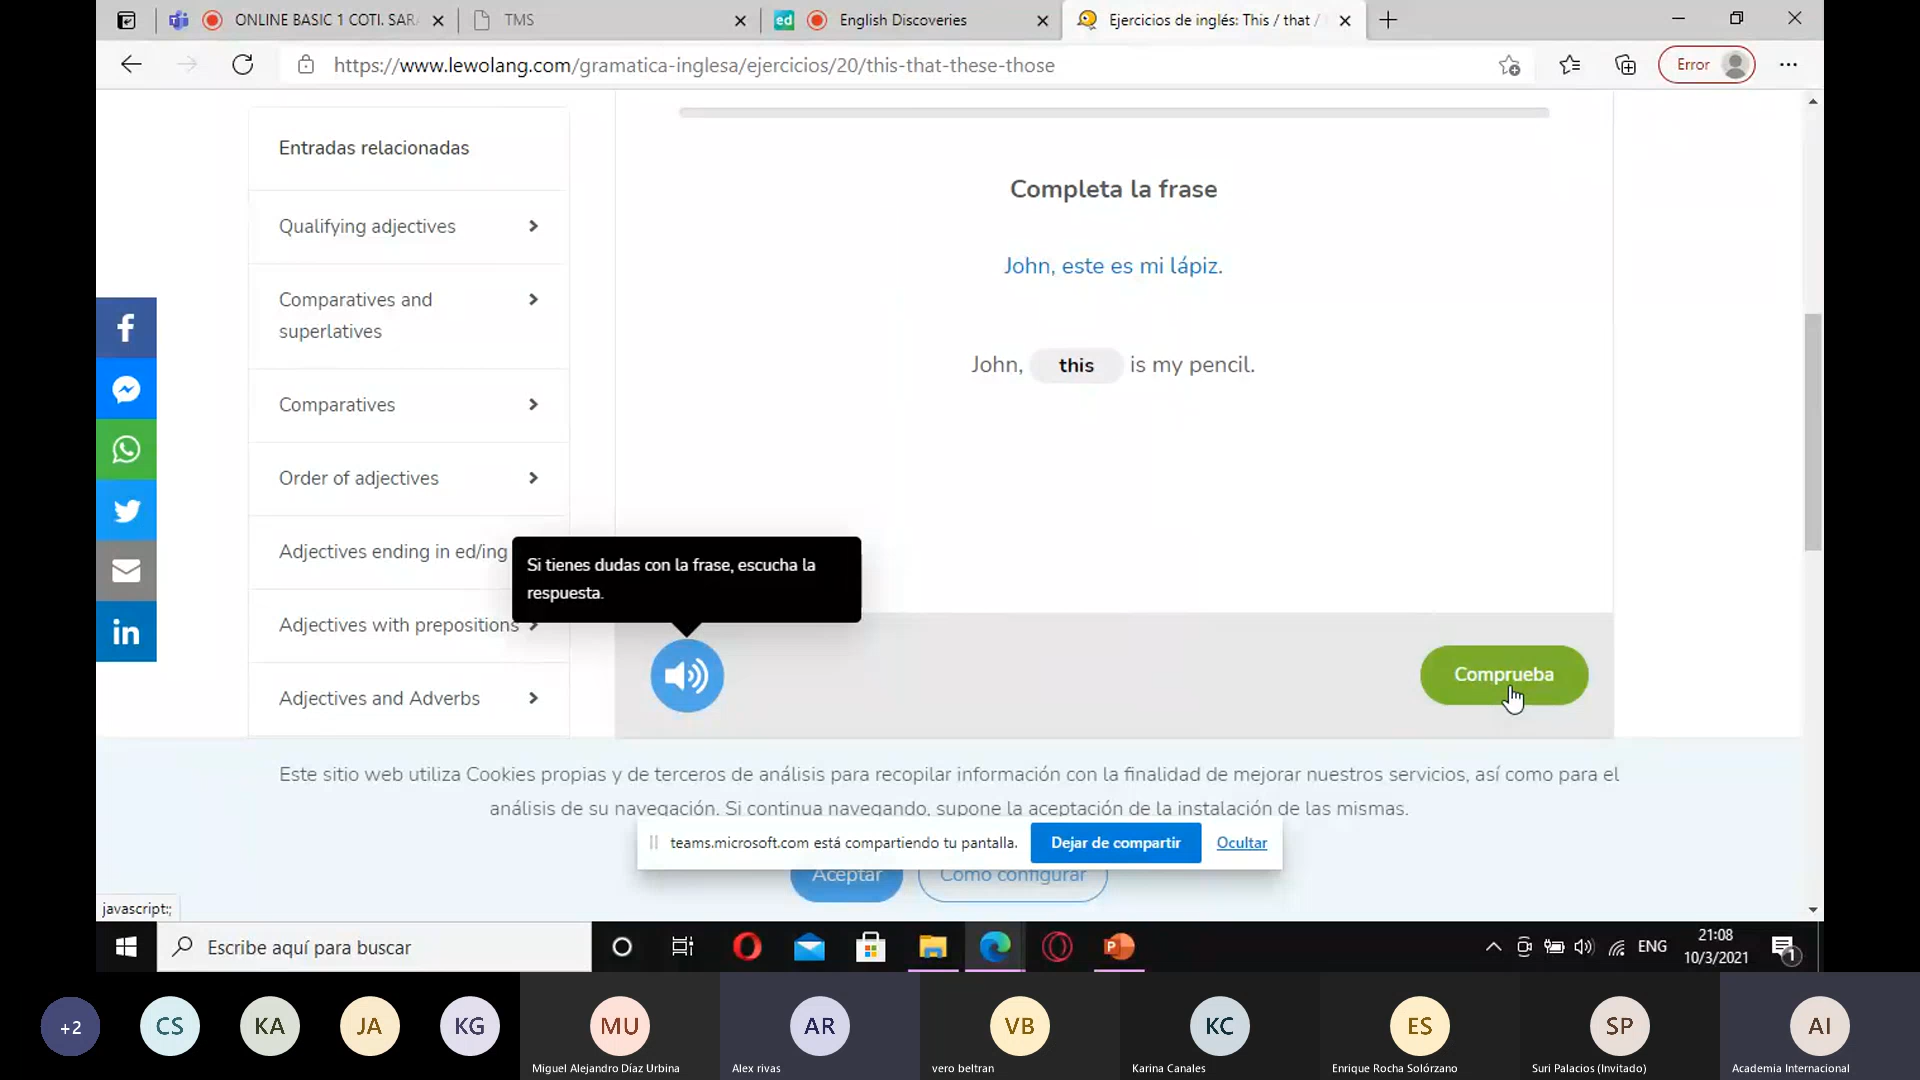 ONLINE BASIC 1 COTI. SAR
TMS
ed
English Discoveries
Ejercicios de inglés: This / that /
https://www.lewolang.com/gramatica-inglesa/ejercicios/20/this-that-these-those
Error
Entradas relacionadas
Qualifying adjectives
Comparatives and
superlatives
Comparatives
Order of adjectives
Adjectives ending in ed/ing
Adjectives with prepositions
Adjectives and Adverbs
Completa la frase
John, este es mi lápiz.
John, this is my pencil.
Si tienes dudas con la frase, escucha la
respuesta.
Comprueba
Este sitio web utiliza Cookies propias y de terceros de análisis para recopilar información con la finalidad de mejorar nuestros servicios, así como para el
análisis de su navegación. Si continua navegando, supone la aceptación de la instalación de las mismas.
teams.microsoft.com está compartiendo tu pantalla.
Dejar de compartir
Ocultar
Aceptar
Como configurar
javascript:;
Escribe aquí para buscar
ENG
21:08
10/3/2021
1
+2
CS
KA
JA
KG
MU
Miguel Alejandro Díaz Urbina
AR
Alex rivas
VB
vero beltran
KC
Karina Canales
ES
Enrique Rocha Solórzano
SP
Suri Palacios (Invitado)
AI
Academia Internacional